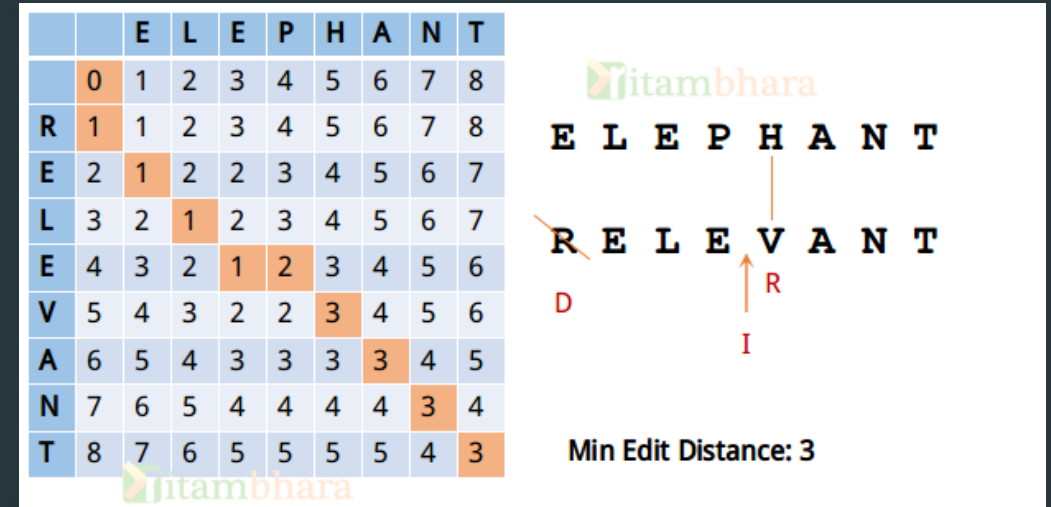 E L E P H A N T
0 1 2 3 4 5 6 7 8
R 1 1 2 3 4 5 6 7 8
E 2 1 2 2 3 4 5 6 7
L 3 2 1 2 3 4 5 6 7
E 4 3 2 1 2 3 4 5 6
V 5 4 3 2 2 3 4 5 6
A 6 5 4 3 3 3 3 4 5
N 7 6 5 4 4 4 4 3 4
T 8 7 6 5 5 5 5 4 3
itambhara
itambhara
E L E P H A N T
R E L E V A N T
D
R
I
Min Edit Distance: 3